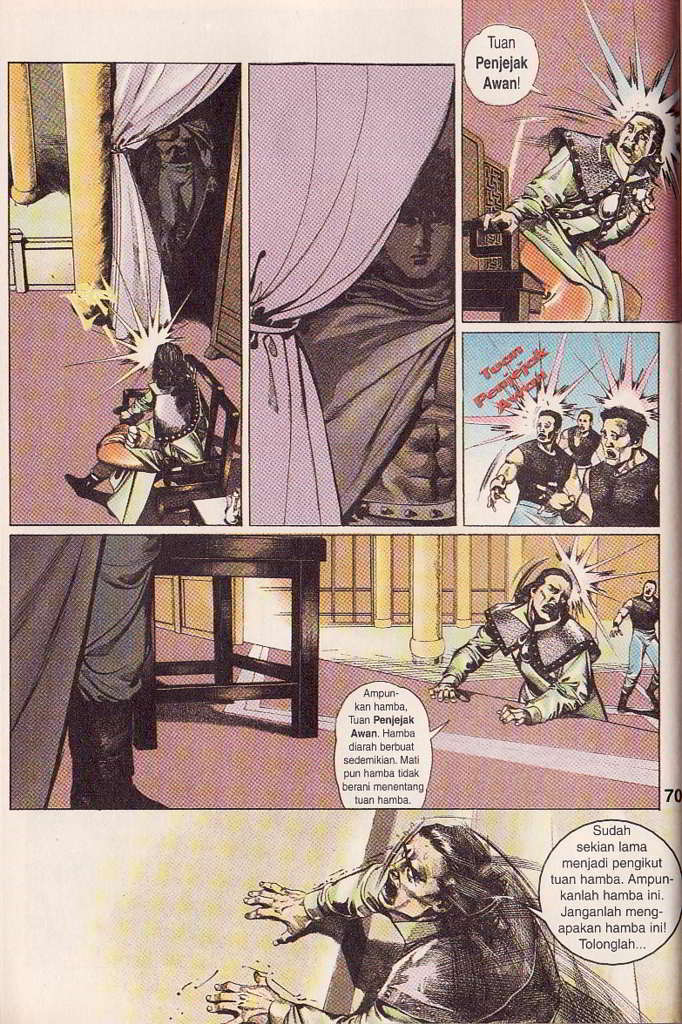 Tuan
Penjejak
Awan!
Tuan
Penjejak
Awan!
Ampun-
kan hamba,
Tuan Penjejak
Awan. Hamba
diarah berbuat
sedemikian. Mati
pun hamba tidak
berani menentang
tuan hamba.
70
Sudah
sekian lama
menjadi pengikut
tuan hamba. Ampun-
kanlah hamba ini.
Janganlah meng-
apakan hamba ini!
Tolonglah...